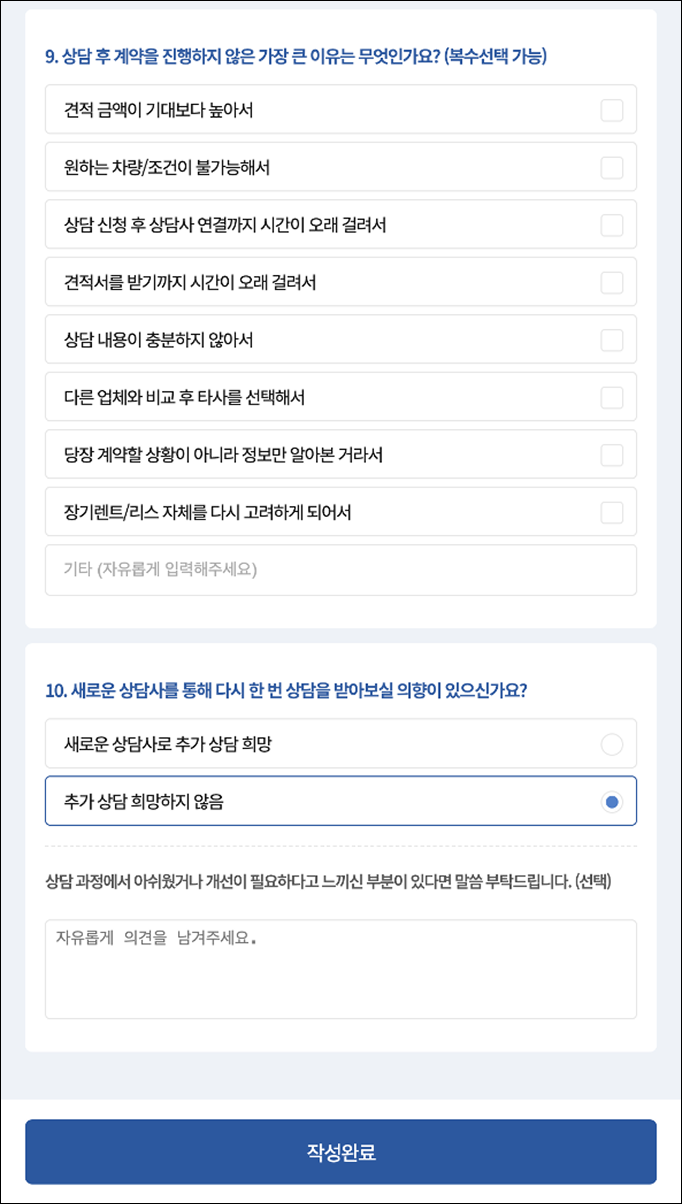 9. 상담 후 계약을 진행하지 않은 가장 큰 이유는 무엇인가요? (복수선택 가능)
견적 금액이 기대보다 높아서
원하는 차량/조건이 불가능해서
상담 신청 후 상담사 연결까지 시간이 오래 걸려서
견적서를 받기까지 시간이 오래 걸려서
상담 내용이 충분하지 않아서
다른 업체와 비교 후 타사를 선택해서
당장 계약할 상황이 아니라 정보만 알아본 거라서
장기렌트/리스 자체를 다시 고려하게 되어서
기타 (자유롭게 입력해주세요)
10. 새로운 상담사를 통해 다시 한 번 상담을 받아보실 의향이 있으신가요?
새로운 상담사로 추가 상담 희망
추가 상담 희망하지 않음
상담 과정에서 아쉬웠거나 개선이 필요하다고 느끼신 부분이 있다면 말씀 부탁드립니다. (선택)
자유롭게 의견을 남겨주세요.
작성완료